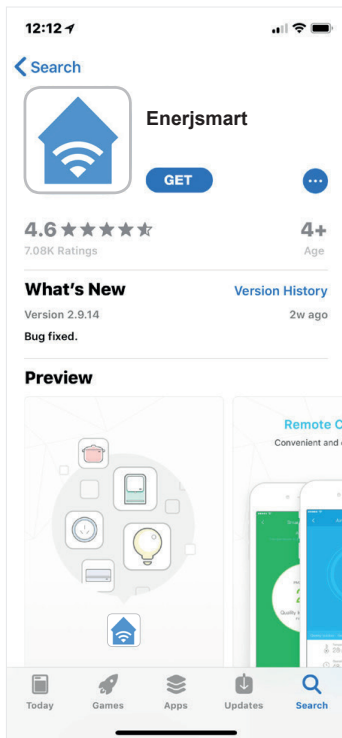 12:12
Search
Enerjsmart
GET
4.6
4+
7.08K Ratings
Age
What's New
Version History
Version 2.9.14
2w ago
Bug fixed.
Preview
Remote
Convenient and
Today
Games
Apps
Updates
Search